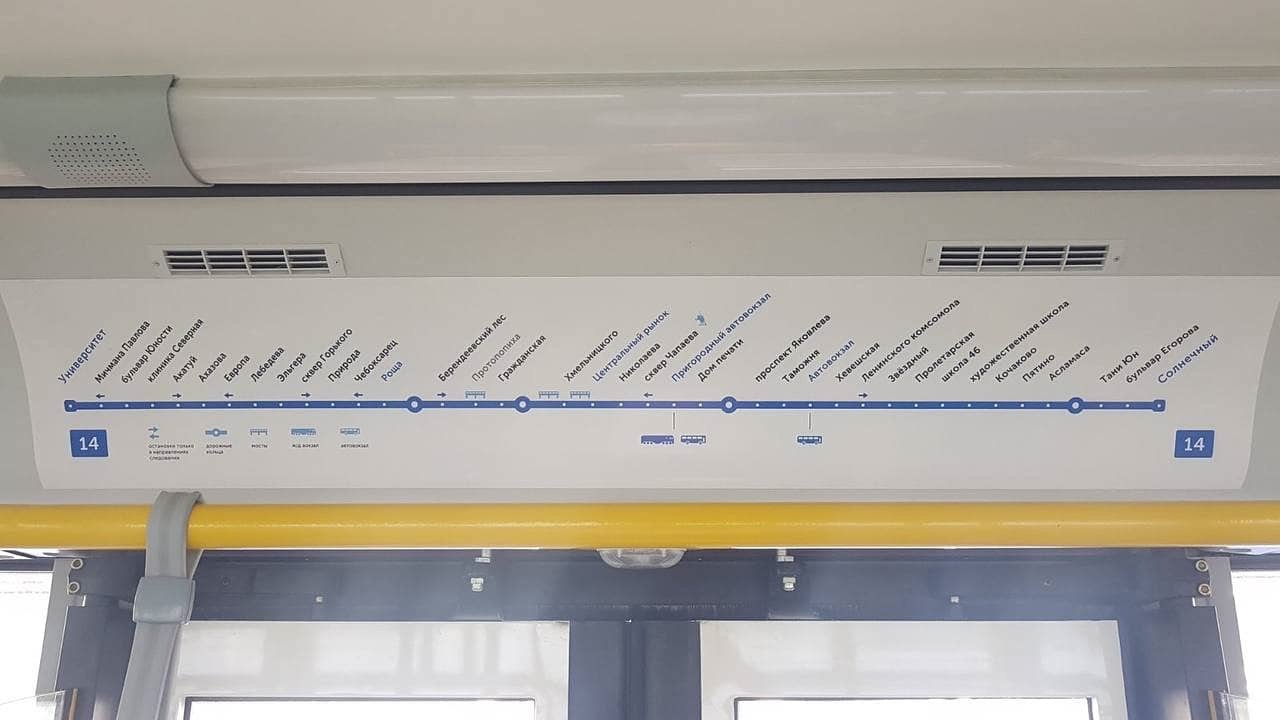 Университет
Мичмана Павлова
бульвар Юности
клиника Северная
Акатуй
Ахазова
Европа
Лебедева
Эльгера
сквер Горького
Природа
Чебоксарец
Роща
Берендеевский лес
Протопопиха
Гражданская
Хмельницкого
Центральный рынок
Николаева
сквер Чапаева
Пригородный автовокзал
Дом печати
проспект Яковлева
Таможня
Автовокзал
Хевешская
Ленинского комсомола
Звёздный
Пролетарская
школа 46
художественная школа
Кочаково
Пятино
Асламаса
Тани Юн
бульвар Егорова
Солнечный
14
остановки только
в направлениях
следования
дорожные
кольца
мосты
ж/д вокзал
автовокзал
14